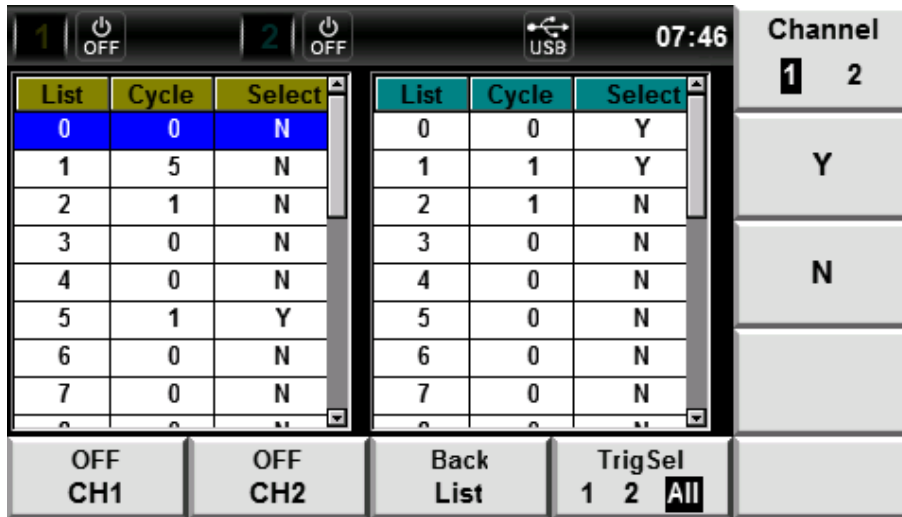 1 OFF 2 OFF USB 07:46
Channel
1 2
Y
N
List Cycle Select
0 0 N
1 5 N
2 1 N
3 0 N
4 0 N
5 1 Y
6 0 N
7 0 N
List Cycle Select
0 0 Y
1 1 Y
2 1 N
3 0 N
4 0 N
5 0 N
6 0 N
7 0 N
OFF
CH1
OFF
CH2
Back
List
TrigSel
1 2 All